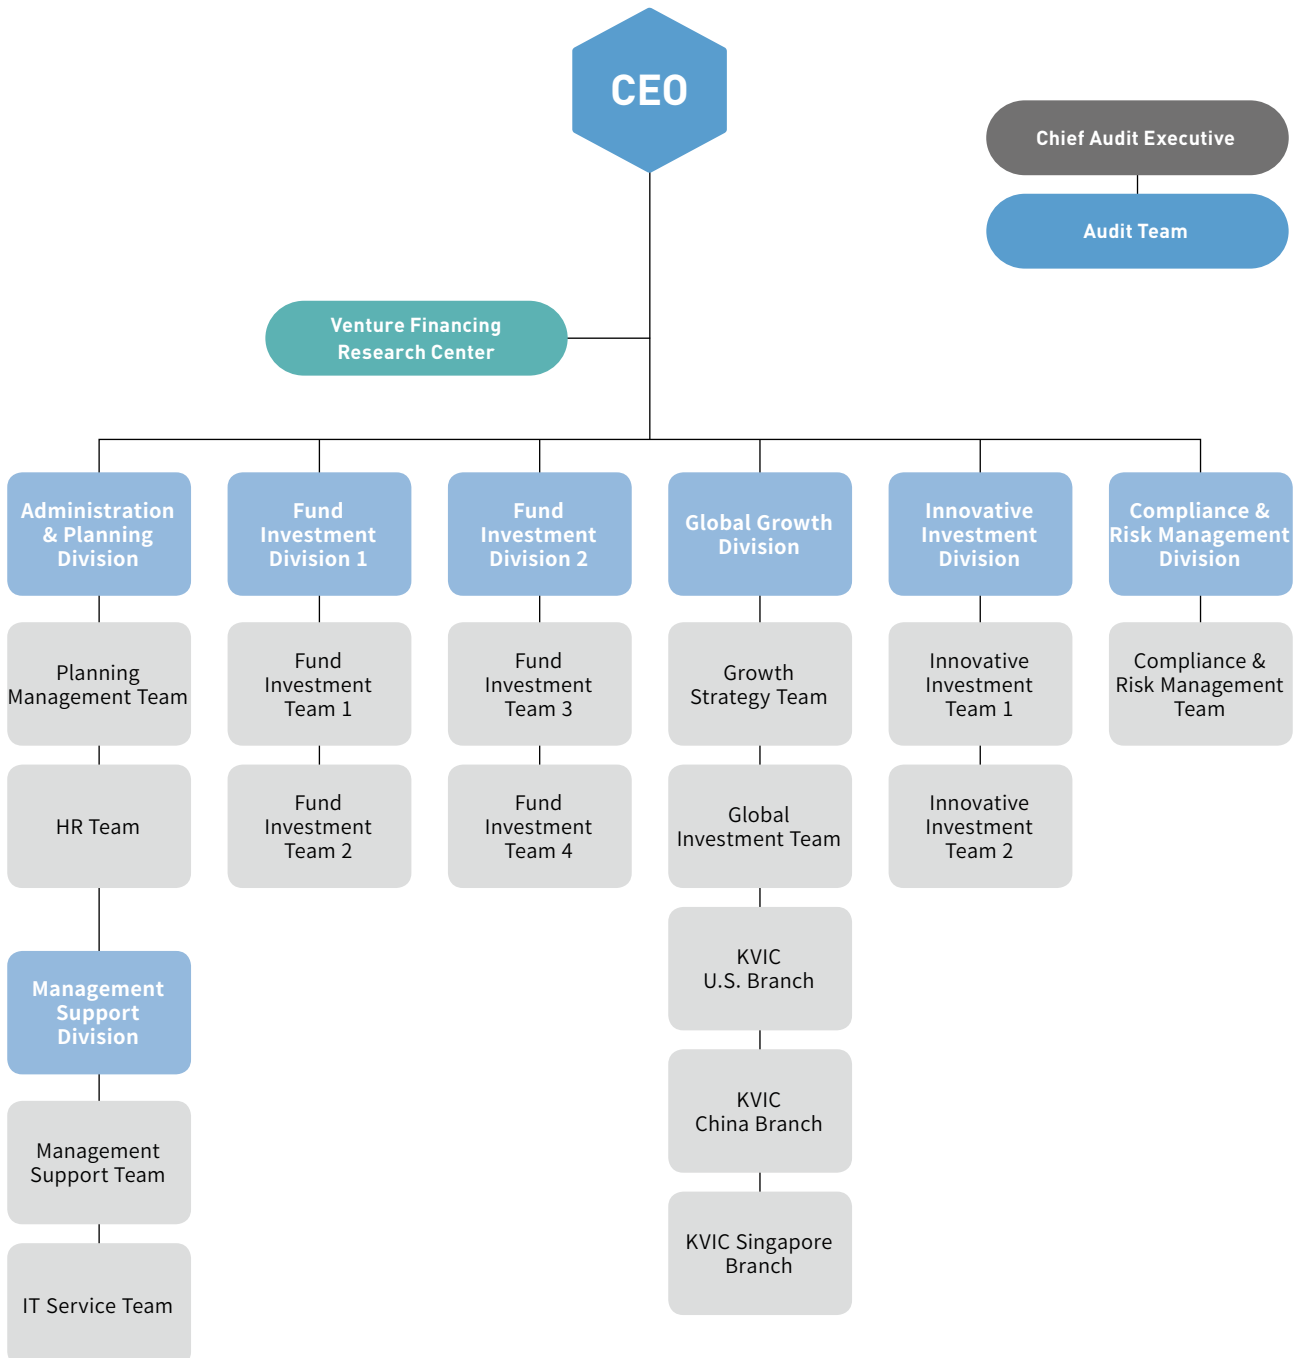 CEO
Chief Audit Executive
Audit Team
Venture Financing
Research Center
Administration
& Planning
Division
Fund
Investment
Division 1
Fund
Investment
Division 2
Global Growth
Division
Innovative
Investment
Division
Compliance &
Risk Management
Division
Planning
Management Team
Fund
Investment
Team 1
Fund
Investment
Team 3
Growth
Strategy Team
Innovative
Investment
Team 1
Compliance &
Risk Management
Team
HR Team
Fund
Investment
Team 2
Fund
Investment
Team 4
Global
Investment Team
Innovative
Investment
Team 2
KVIC
U.S. Branch
Management
Support
Division
KVIC
China Branch
Management
Support Team
KVIC Singapore
Branch
IT Service Team